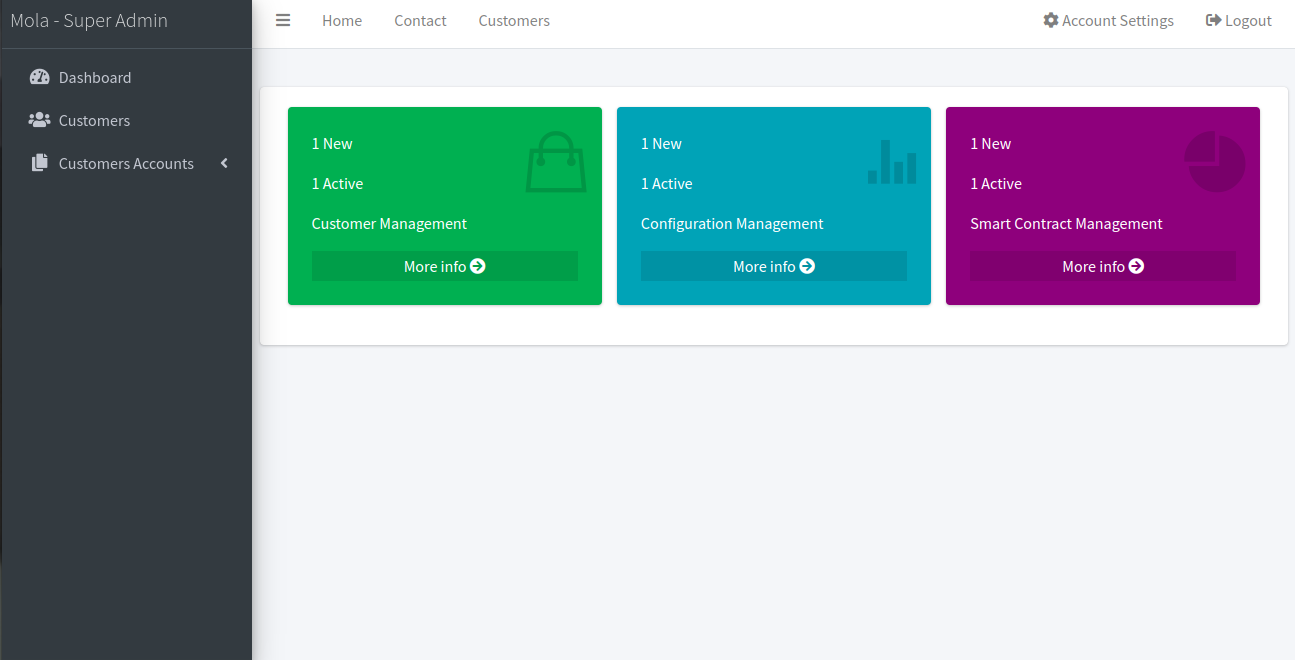 Mola - Super Admin
Home
Contact
Customers
Account Settings
Logout
Dashboard
Customers
Customers Accounts
1 New
1 Active
Customer Management
More info
1 New
1 Active
Configuration Management
More info
1 New
1 Active
Smart Contract Management
More info